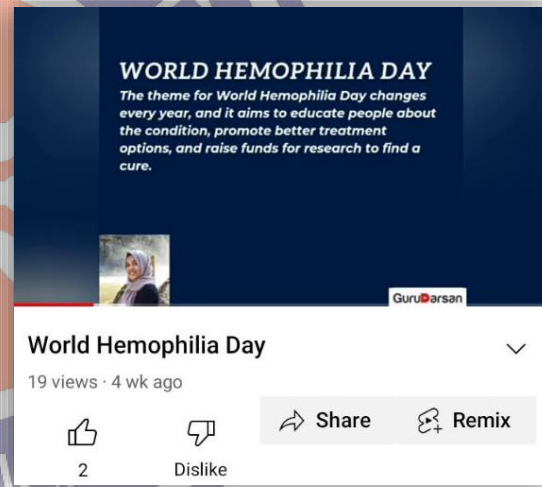 WORLD HEMOPHILIA DAY
The theme for World Hemophilia Day changes
every year, and it aims to educate people about
the condition, promote better treatment
options, and raise funds for research to find a
cure.
GuruDarsan
World Hemophilia Day
19 views · 4 wk ago
Share Remix
2 Dislike